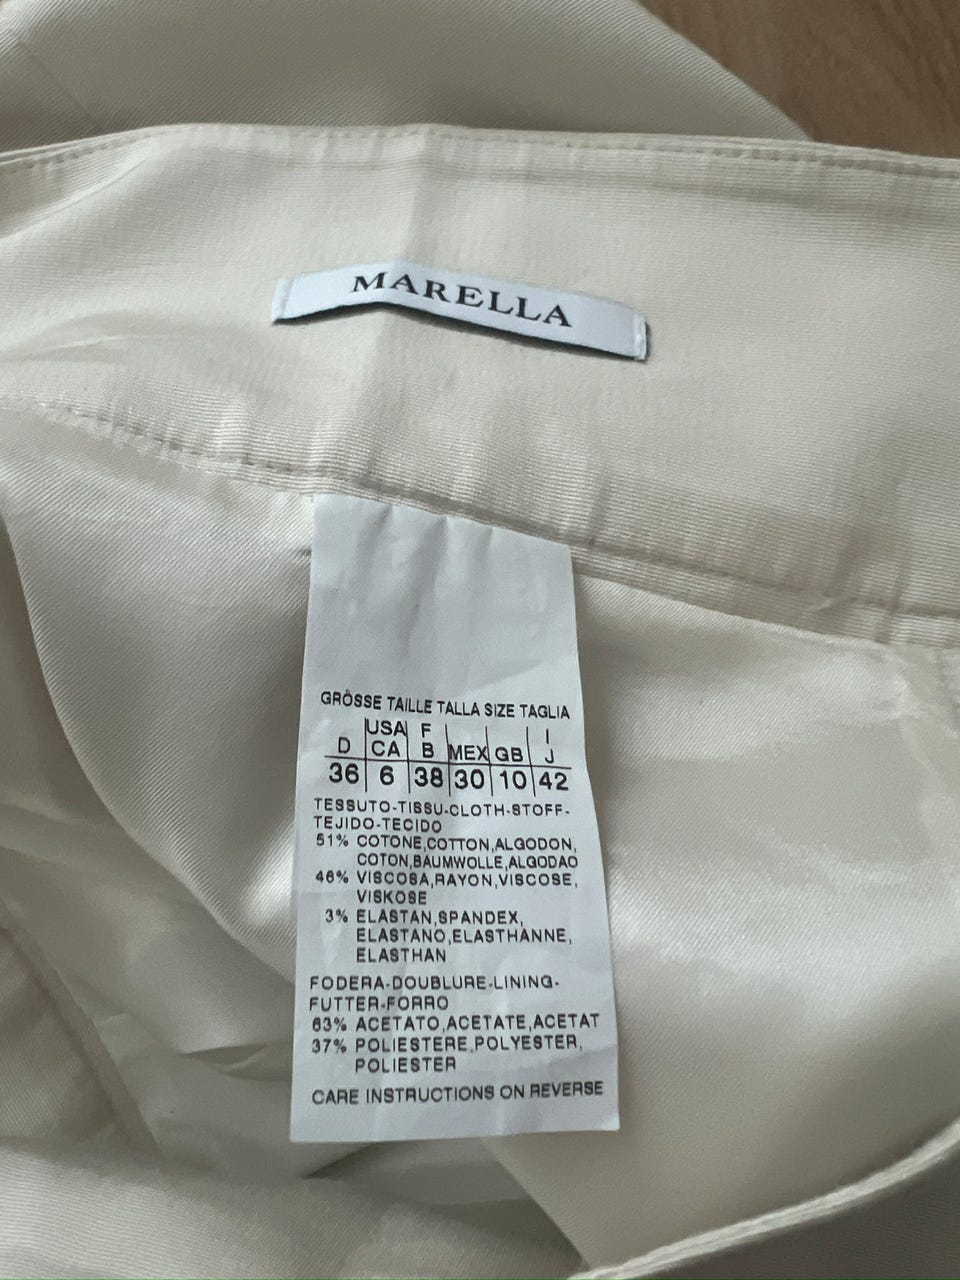 MARELLA
GRÖSSE TAILLE TALLA SIZE TAGLIA
D USA CA F B MEX GB I J
36 6 38 30 10 42
TESSUTO-TISSU-CLOTH-STOFF-
TEJIDO-TECIDO
51% COTONE,COTTON,ALGODON,
COTON,BAUMWOLLE,ALGODAO
46% VISCOSA,RAYON,VISCOSE,
VISKOSE
3% ELASTAN,SPANDEX,
ELASTANO,ELASTHANNE,
ELASTHAN
FODERA-DOUBLURE-LINING-
FUTTER-FORRO
63% ACETATO,ACETATE,ACETAT
37% POLIESTERE,POLYESTER,
POLIESTER
CARE INSTRUCTIONS ON REVERSE